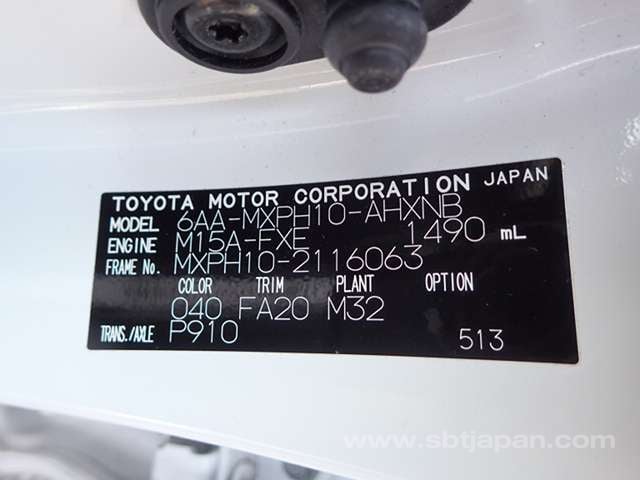 TOYOTA MOTOR CORPORATION JAPAN
MODEL 6AA-MXPH10-AHXNB
ENGINE M15A-FXE 1490 mL
FRAME No. MXPH10-2116063
COLOR TRIM PLANT OPTION
040 FA20 M32
TRANS./AXLE P910 513
www.sbtjapan.com